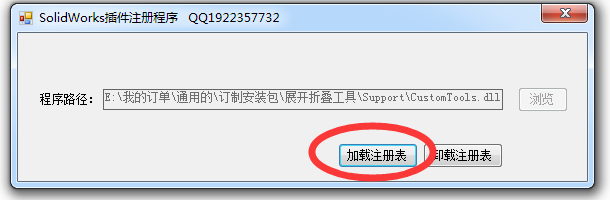 SolidWorks插件注册程序 QQ1922357732
程序路径： E:\我的订单\通用的\订制安装包\展开折叠工具\Support\CustomTools.dll 浏览
加载注册表 卸载注册表